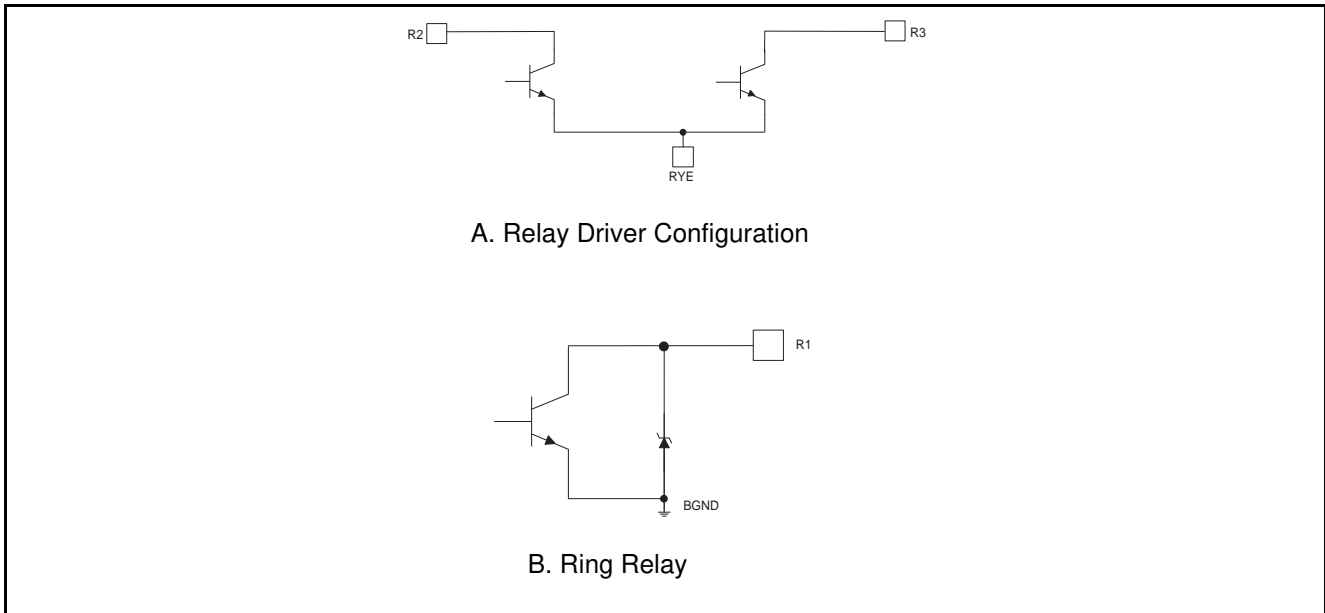 R2
R3
RYE
A. Relay Driver Configuration
R1
BGND
B. Ring Relay